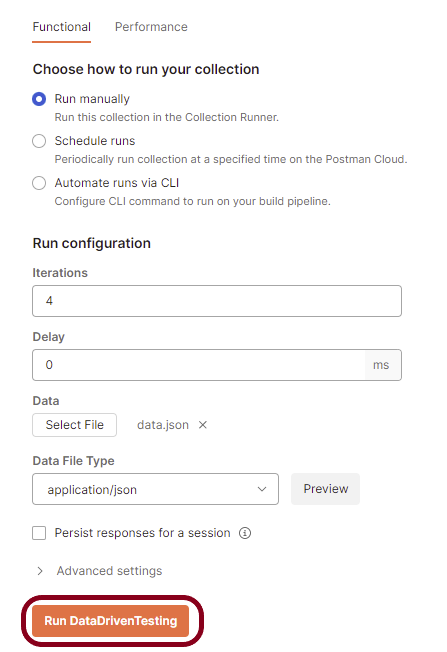 Functional Performance
Choose how to run your collection
Run manually
Run this collection in the Collection Runner.
Schedule runs
Periodically run collection at a specified time on the Postman Cloud.
Automate runs via CLI
Configure CLI command to run on your build pipeline.
Run configuration
Iterations
4
Delay
0 ms
Data
Select File data.json
Data File Type
application/json Preview
Persist responses for a session
Advanced settings
Run DataDrivenTesting